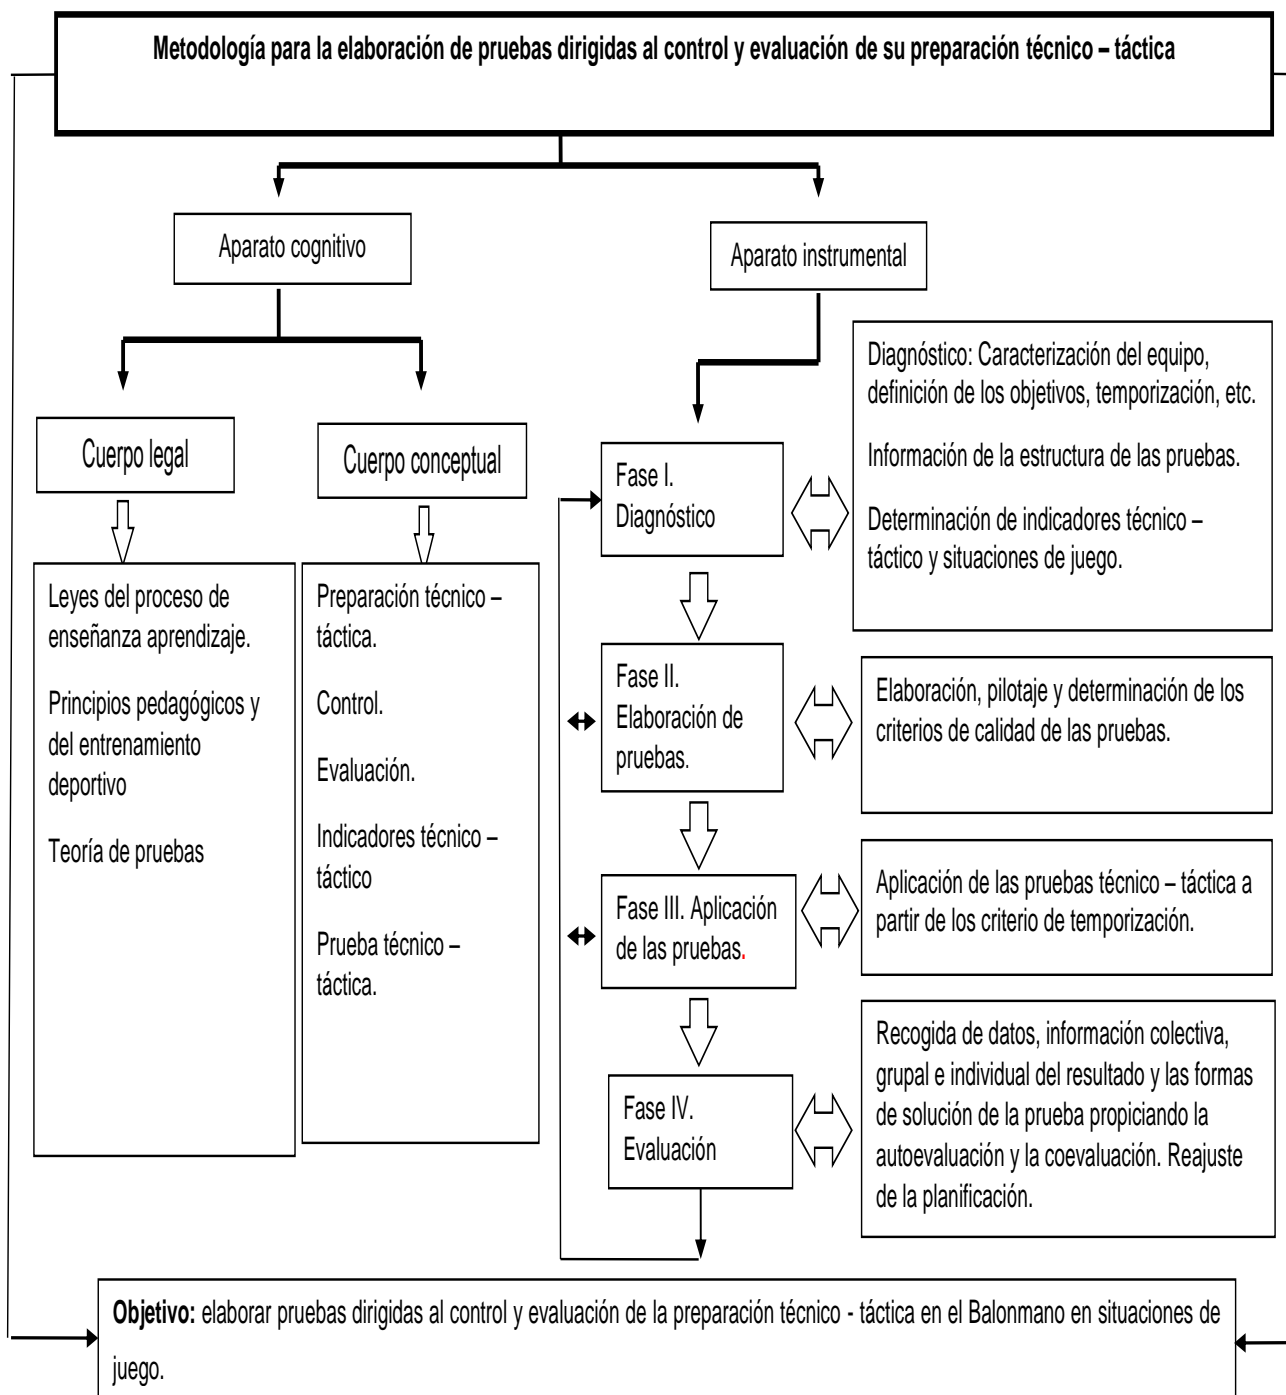 Metodología para la elaboración de pruebas dirigidas al control y evaluación de su preparación técnico – táctica
Aparato cognitivo
Aparato instrumental
Cuerpo legal
Cuerpo conceptual
Leyes del proceso de
enseñanza aprendizaje.
Principios pedagógicos y
del entrenamiento
deportivo
Teoría de pruebas
Preparación técnico –
táctica.
Control.
Evaluación.
Indicadores técnico –
táctico
Prueba técnico –
táctica.
Fase I.
Diagnóstico
Diagnóstico: Caracterización del equipo,
definición de los objetivos, temporización, etc.
Información de la estructura de las pruebas.
Determinación de indicadores técnico –
táctico y situaciones de juego.
Fase II.
Elaboración de
pruebas.
Elaboración, pilotaje y determinación de los
criterios de calidad de las pruebas.
Fase III. Aplicación
de las pruebas.
Aplicación de las pruebas técnico – táctica a
partir de los criterio de temporización.
Fase IV.
Evaluación
Recogida de datos, información colectiva,
grupal e individual del resultado y las formas
de solución de la prueba propiciando la
autoevaluación y la coevaluación. Reajuste
de la planificación.
Objetivo: elaborar pruebas dirigidas al control y evaluación de la preparación técnico - táctica en el Balonmano en situaciones de
juego.